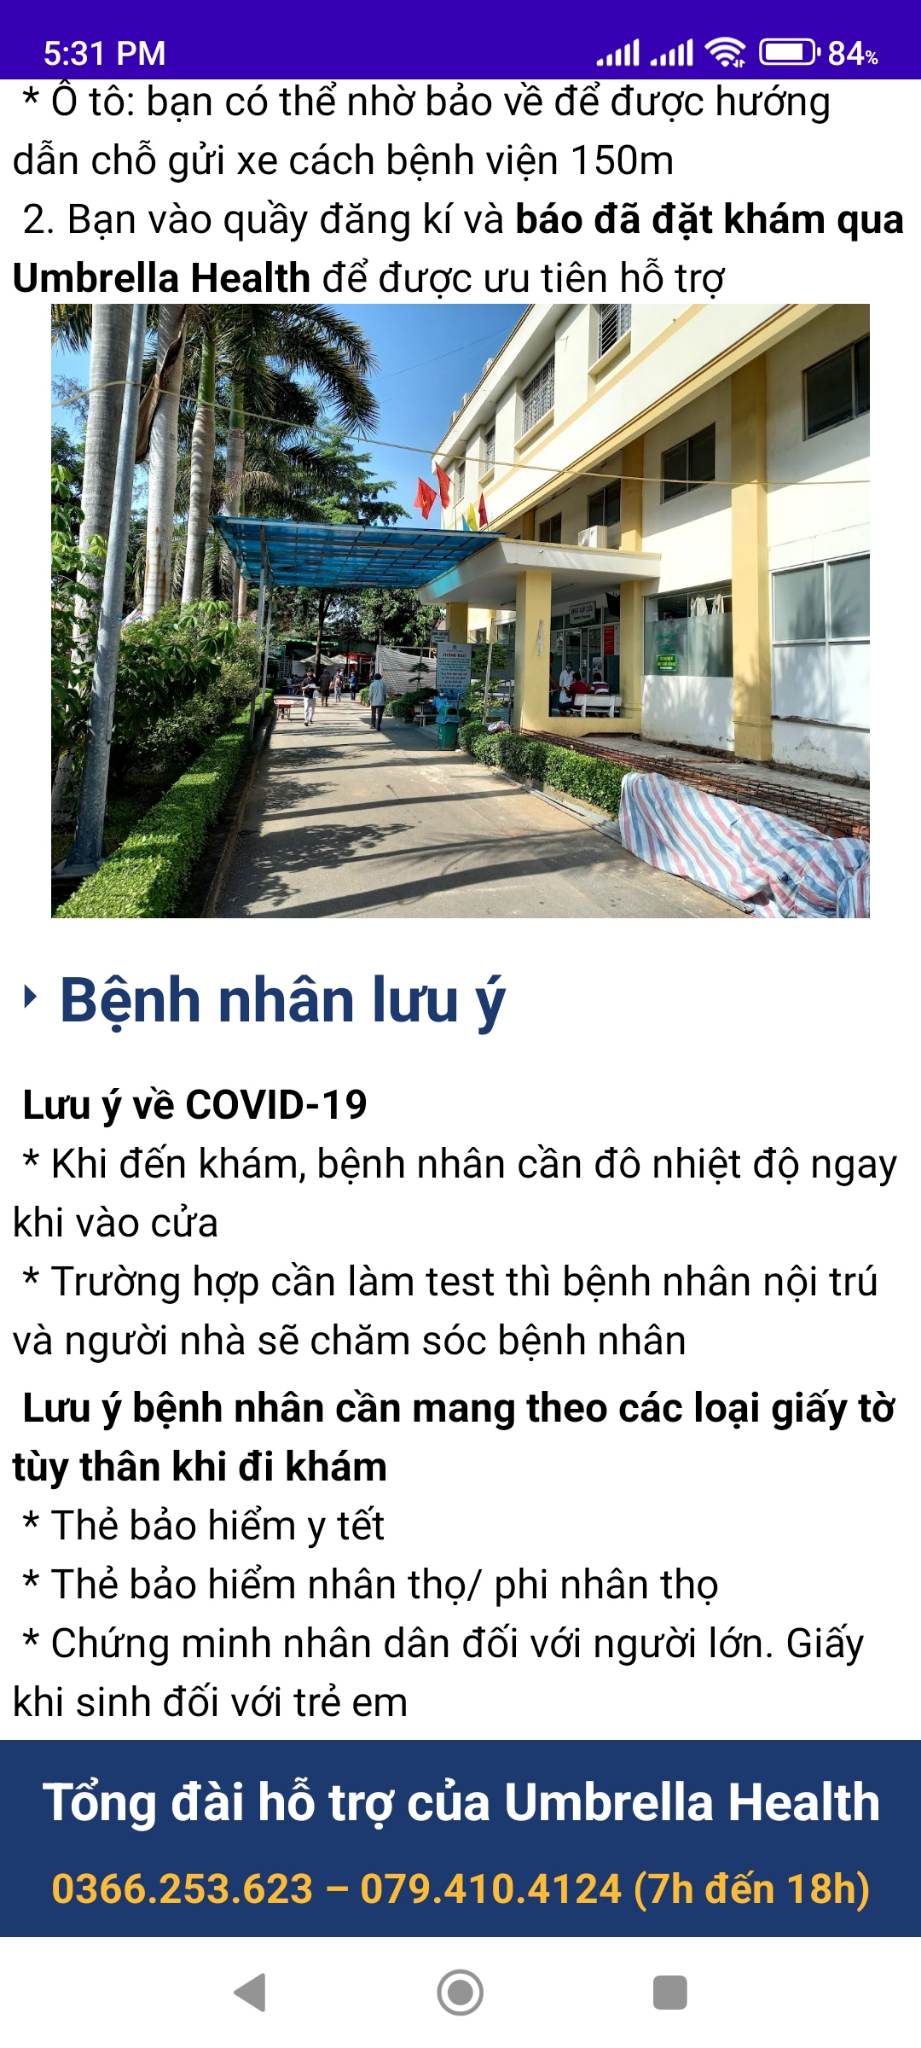 5:31 PM
84%
* Ô tô: bạn có thể nhờ bảo về để được hướng
dẫn chỗ gửi xe cách bệnh viện 150m
2. Bạn vào quầy đăng kí và báo đã đặt khám qua
Umbrella Health để được ưu tiên hỗ trợ
Bệnh nhân lưu ý
Lưu ý về COVID-19
* Khi đến khám, bệnh nhân cần đô nhiệt độ ngay
khi vào cửa
* Trường hợp cần làm test thì bệnh nhân nội trú
và người nhà sẽ chăm sóc bệnh nhân
Lưu ý bệnh nhân cần mang theo các loại giấy tờ
tùy thân khi đi khám
* Thẻ bảo hiểm y tết
* Thẻ bảo hiểm nhân thọ/ phi nhân thọ
* Chứng minh nhân dân đối với người lớn. Giấy
khi sinh đối với trẻ em
Tổng đài hỗ trợ của Umbrella Health
0366.253.623 – 079.410.4124 (7h đến 18h)